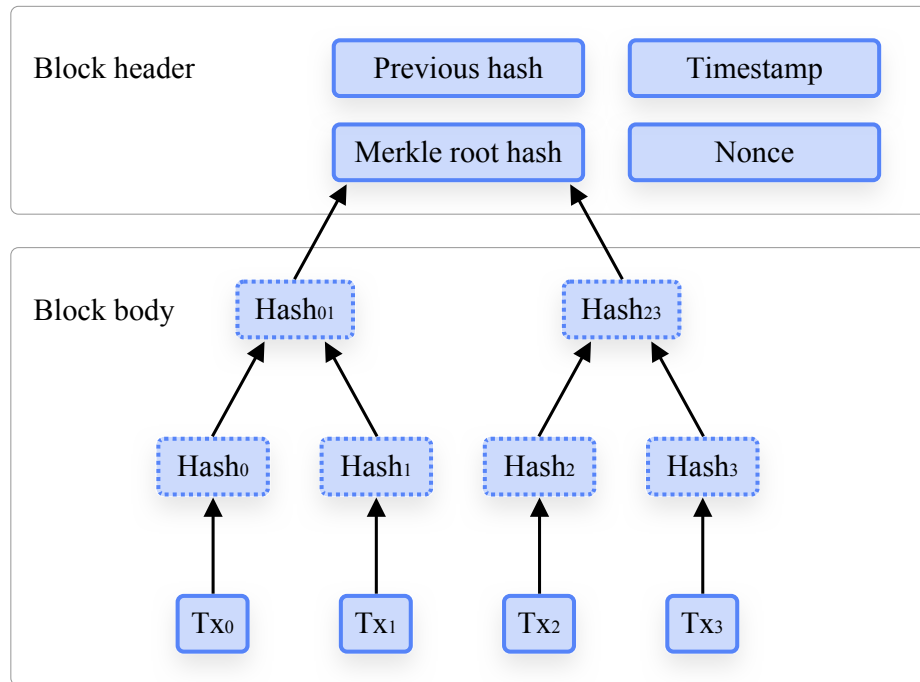 Block header
Previous hash
Timestamp
Merkle root hash
Nonce
Block body
Hash01
Hash23
Hash0
Hash1
Hash2
Hash3
Tx0
Tx1
Tx2
Tx3